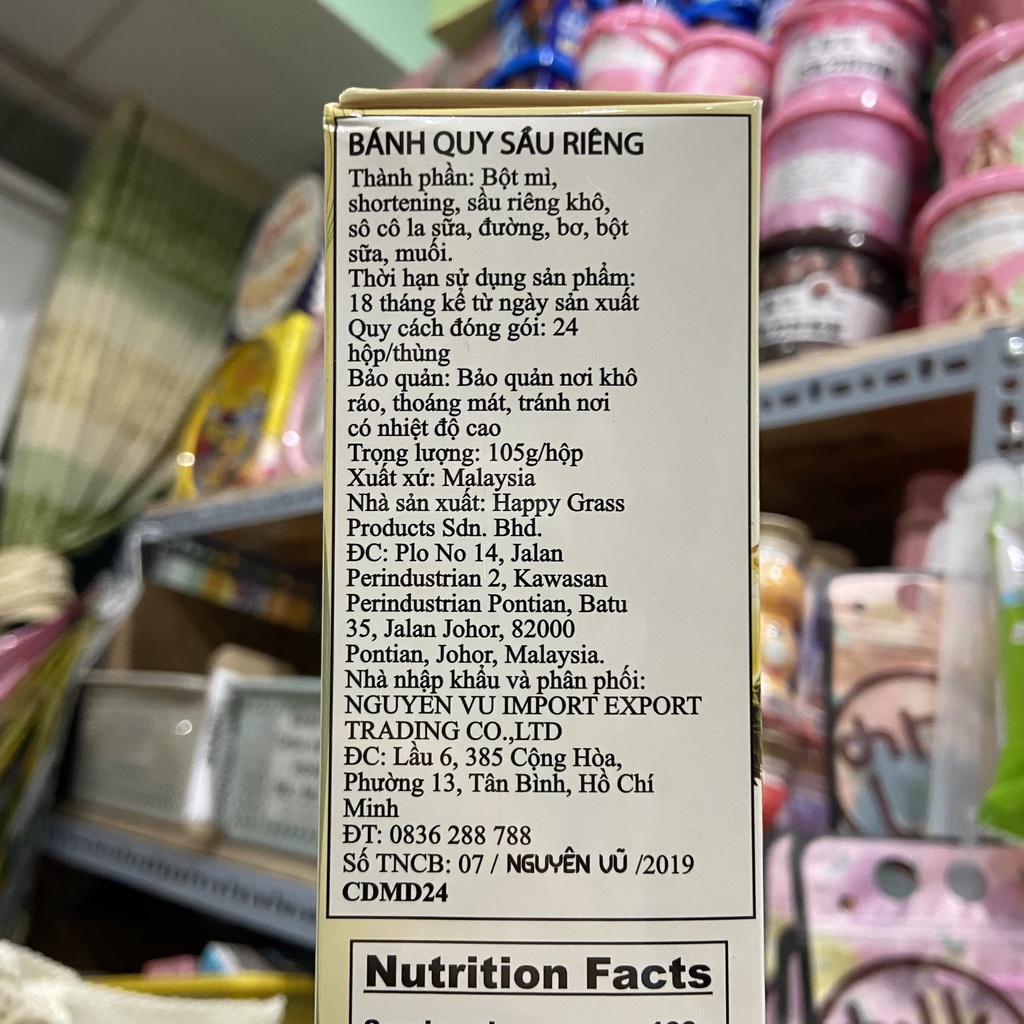 BÁNH QUY SẦU RIÊNG
Thành phần: Bột mì,
shortening, sầu riêng khô,
sô cô la sữa, đường, bơ, bột
sữa, muối.
Thời hạn sử dụng sản phẩm:
18 tháng kể từ ngày sản xuất
Quy cách đóng gói: 24
hộp/thùng
Bảo quản: Bảo quản nơi khô
ráo, thoáng mát, tránh nơi
có nhiệt độ cao
Trọng lượng: 105g/hộp
Xuất xứ: Malaysia
Nhà sản xuất: Happy Grass
Products Sdn. Bhd.
ĐC: Plo No 14, Jalan
Perindustrian 2, Kawasan
Perindustrian Pontian, Batu
35, Jalan Johor, 82000
Pontian, Johor, Malaysia.
Nhà nhập khẩu và phân phối:
NGUYEN VU IMPORT EXPORT
TRADING CO.,LTD
ĐC: Lầu 6, 385 Cộng Hòa,
Phường 13, Tân Bình, Hồ Chí
Minh
ĐT: 0836 288 788
Số TNCB: 07 / NGUYÊN VŨ /2019
CDMD24
Nutrition Facts